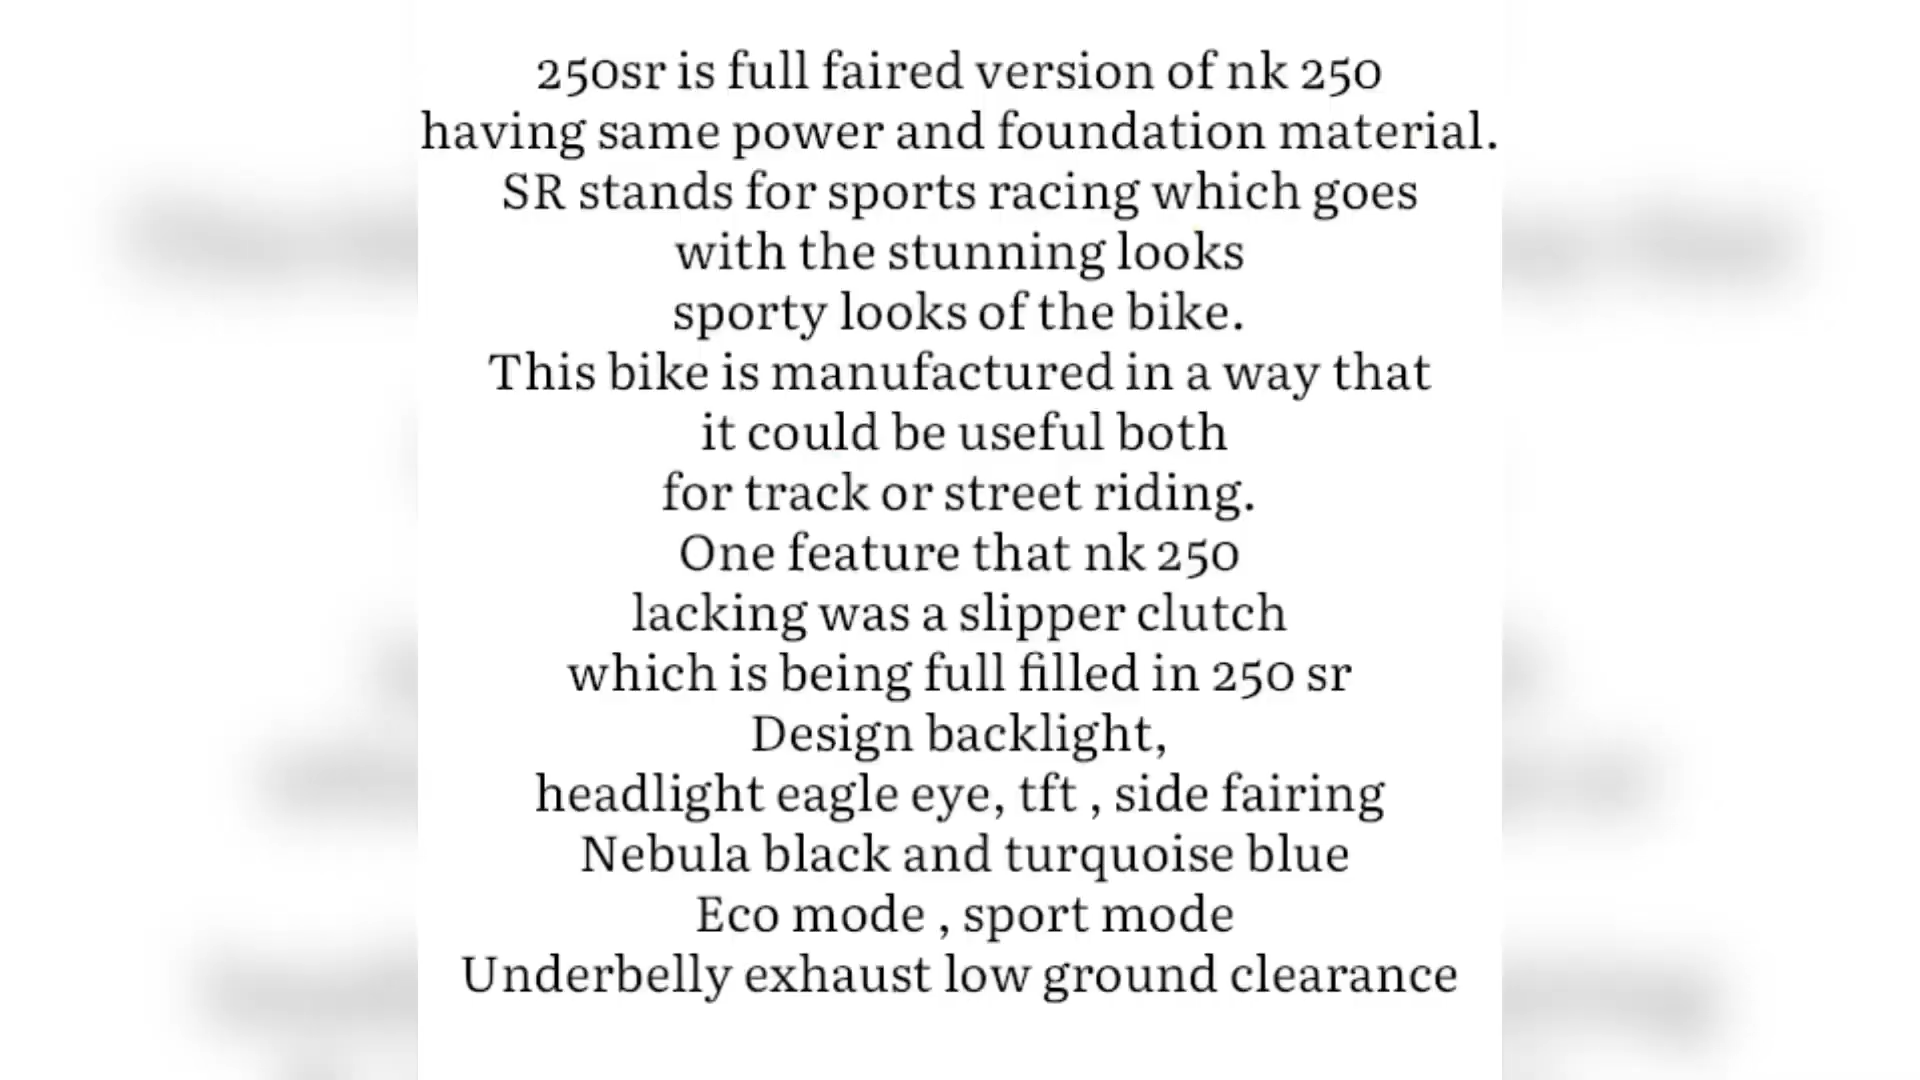 250sr is full faired version of nk 250
having same power and foundation material.
SR stands for sports racing which goes
with the stunning looks
sporty looks of the bike.
This bike is manufactured in a way that
it could be useful both
for track or street riding.
One feature that nk 250
lacking was a slipper clutch
which is being full filled in 250 sr
Design backlight,
headlight eagle eye, tft , side fairing
Nebula black and turquoise blue
Eco mode , sport mode
Underbelly exhaust low ground clearance